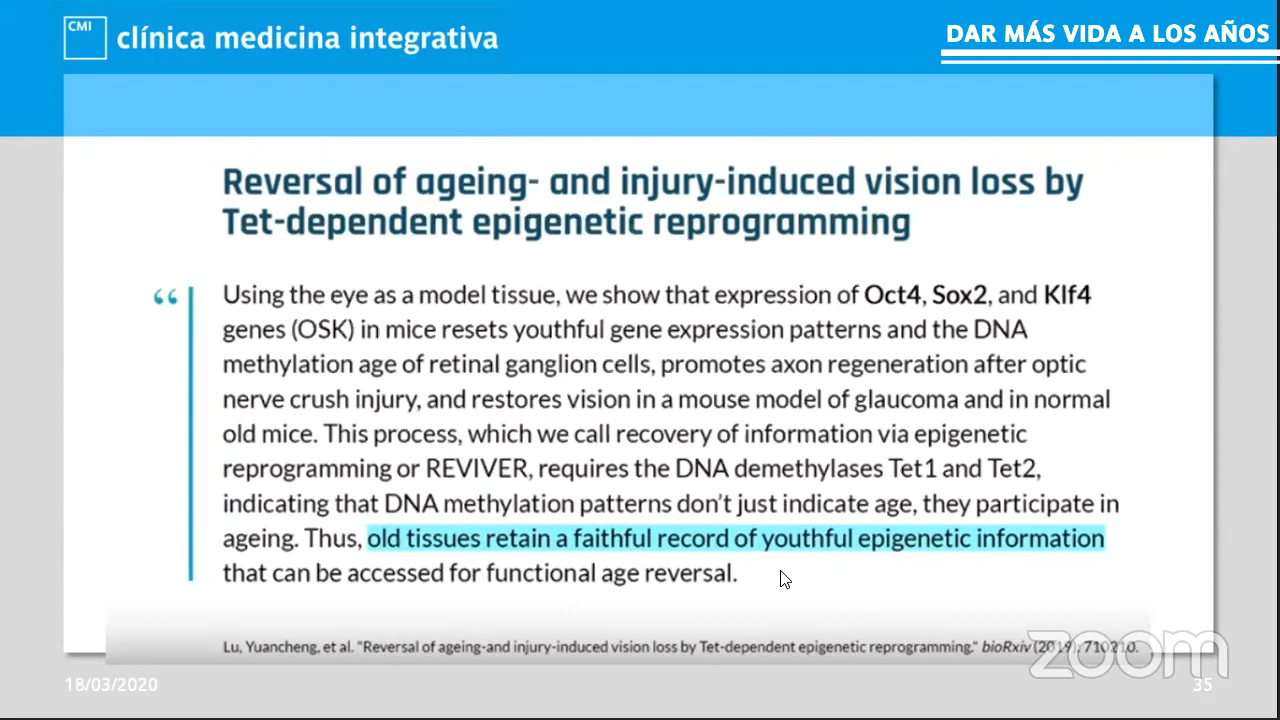 CMI
clínica medicina integrativa
DAR MÁS VIDA A LOS AÑOS
Reversal of ageing- and injury-induced vision loss by
Tet-dependent epigenetic reprogramming
“ Using the eye as a model tissue, we show that expression of Oct4, Sox2, and Klf4
genes (OSK) in mice resets youthful gene expression patterns and the DNA
methylation age of retinal ganglion cells, promotes axon regeneration after optic
nerve crush injury, and restores vision in a mouse model of glaucoma and in normal
old mice. This process, which we call recovery of information via epigenetic
reprogramming or REVIVER, requires the DNA demethylases Tet1 and Tet2,
indicating that DNA methylation patterns don’t just indicate age, they participate in
ageing. Thus, old tissues retain a faithful record of youthful epigenetic information
that can be accessed for functional age reversal.
Lu, Yuancheng, et al. "Reversal of ageing-and injury-induced vision loss by Tet-dependent epigenetic reprogramming." bioRxiv (2019): 710210.
zoom
18/03/2020
35